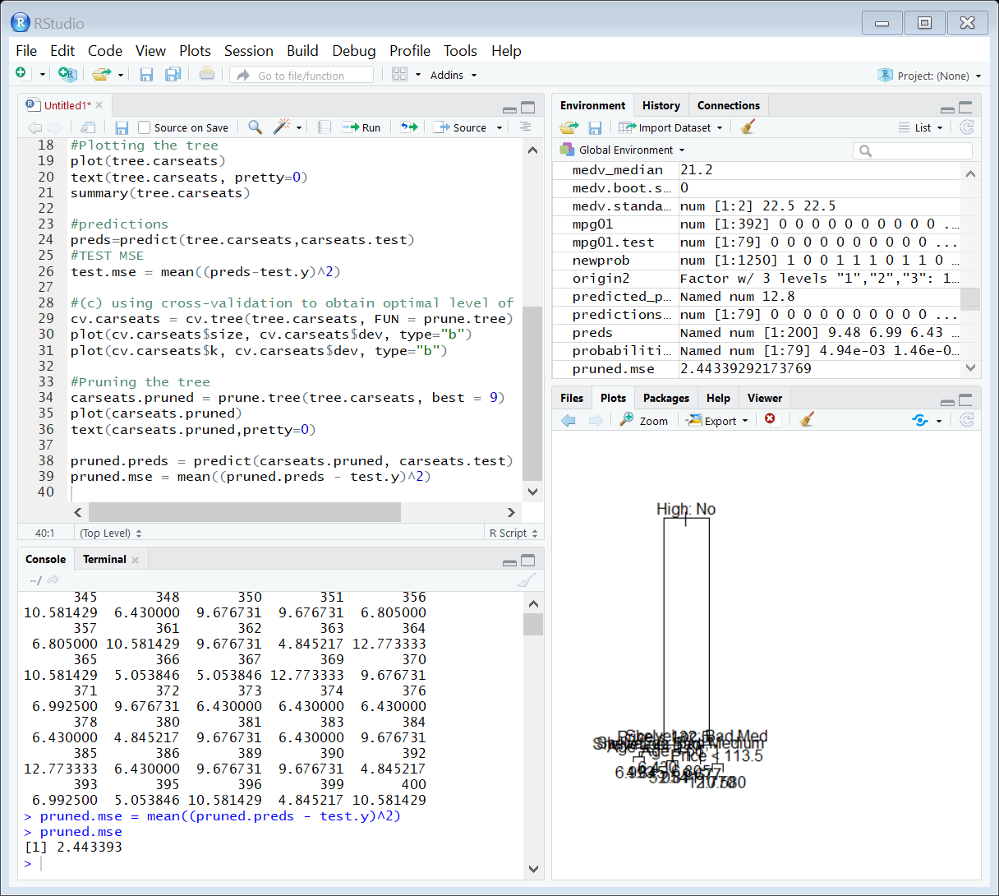 RStudio
File Edit Code View Plots Session Build Debug Profile Tools Help
Go to file/function
Addins
Project: (None)
Untitled1*
Source on Save
Run
Source
18 #Plotting the tree
19 plot(tree.carseats)
20 text(tree.carseats, pretty=0)
21 summary(tree.carseats)
22
23 #predictions
24 preds=predict(tree.carseats,carseats.test)
25 #TEST MSE
26 test.mse = mean((preds-test.y)^2)
27
28 #(c) using cross-validation to obtain optimal level of
29 cv.carseats = cv.tree(tree.carseats, FUN = prune.tree)
30 plot(cv.carseats$size, cv.carseats$dev, type="b")
31 plot(cv.carseats$k, cv.carseats$dev, type="b")
32
33 #Pruning the tree
34 carseats.pruned = prune.tree(tree.carseats, best = 9)
35 plot(carseats.pruned)
36 text(carseats.pruned,pretty=0)
37
38 pruned.preds = predict(carseats.pruned, carseats.test)
39 pruned.mse = mean((pruned.preds - test.y)^2)
40
40:1 (Top Level) R Script
Console Terminal
~/
345 348 350 351 356
10.581429 6.430000 9.676731 9.676731 6.805000
357 361 362 363 364
6.805000 10.581429 9.676731 4.845217 12.773333
365 366 367 369 370
10.581429 5.053846 5.053846 12.773333 9.676731
371 372 373 374 376
6.992500 9.676731 6.430000 6.430000 6.430000
378 380 381 383 384
6.430000 4.845217 9.676731 6.430000 9.676731
385 386 389 390 392
12.773333 6.430000 9.676731 9.676731 4.845217
393 395 396 399 400
6.992500 5.053846 10.581429 4.845217 10.581429
> pruned.mse = mean((pruned.preds - test.y)^2)
> pruned.mse
[1] 2.443393
>
Environment History Connections
Import Dataset
List
Global Environment
medv_median 21.2
medv.boot.s... 0
medv.standa... num [1:2] 22.5 22.5
mpg01 num [1:392] 0 0 0 0 0 0 0 0 0 0 ...
mpg01.test num [1:79] 0 0 0 0 0 0 0 0 0 0 ...
newprob num [1:1250] 1 0 0 1 1 1 0 1 1 0 ...
origin2 Factor w/ 3 levels "1","2","3": 1...
predicted_p... Named num 12.8
predictions... num [1:79] 0 0 0 0 0 0 0 0 0 0 ...
preds Named num [1:200] 9.48 6.99 6.43 ...
probabiliti... Named num [1:79] 4.94e-03 1.46e-0...
pruned.mse 2.44339292173769
Files Plots Packages Help Viewer
Zoom
Export
High: No
Price < 113.5